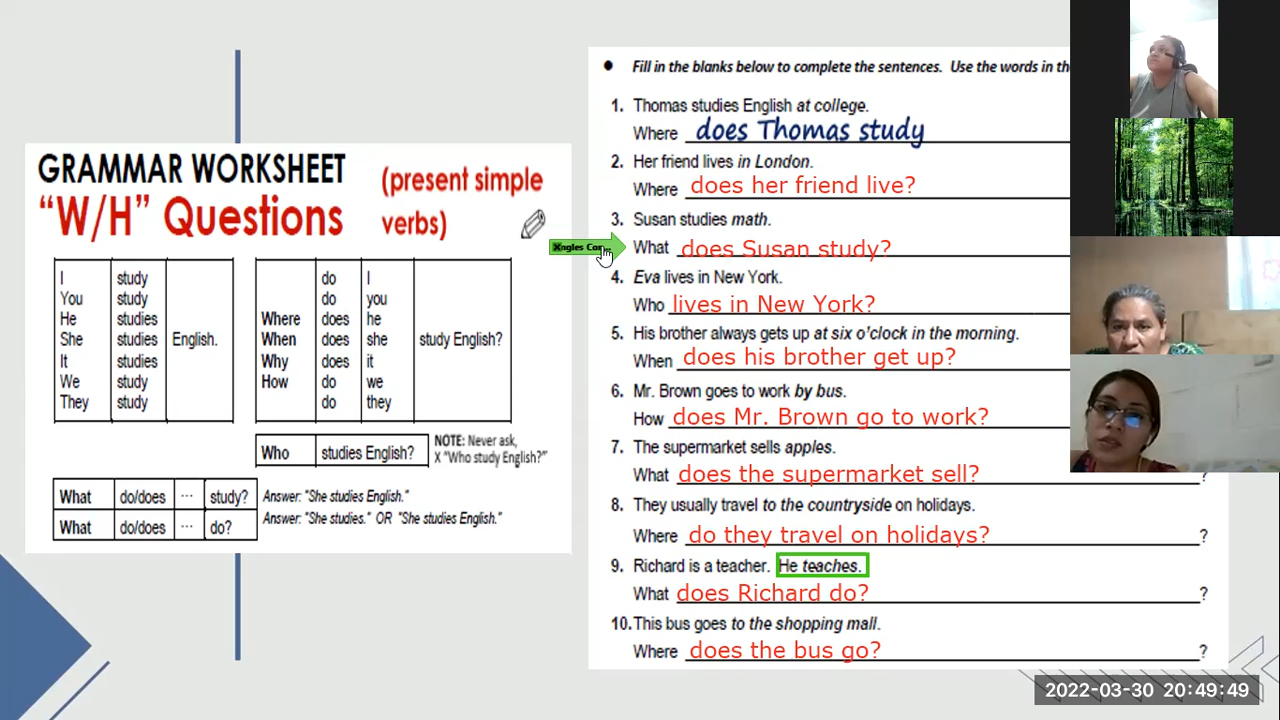 GRAMMAR WORKSHEET
"W/H" Questions
(present simple
verbs)
I study
You study
He studies
She studies English.
It studies
We study
They study
do I
do you
Where does he
When does she study English?
Why does it
How do we
do they
Who studies English?
NOTE: Never ask,
X "Who study English?"
What do/does ... study? Answer: "She studies English."
What do/does ... do? Answer: "She studies." OR "She studies English."
Fill in the blanks below to complete the sentences. Use the words in
1. Thomas studies English at college.
Where does Thomas study
2. Her friend lives in London.
Where does her friend live?
3. Susan studies math.
What does Susan study?
4. Eva lives in New York.
Who lives in New York?
5. His brother always gets up at six o'clock in the morning.
When does his brother get up?
6. Mr. Brown goes to work by bus.
How does Mr. Brown go to work?
7. The supermarket sells apples.
What does the supermarket sell? ?
8. They usually travel to the countryside on holidays.
Where do they travel on holidays? ?
9. Richard is a teacher. He teaches.
What does Richard do? ?
10. This bus goes to the shopping mall.
Where does the bus go? ?
2022-03-30 20:49:49